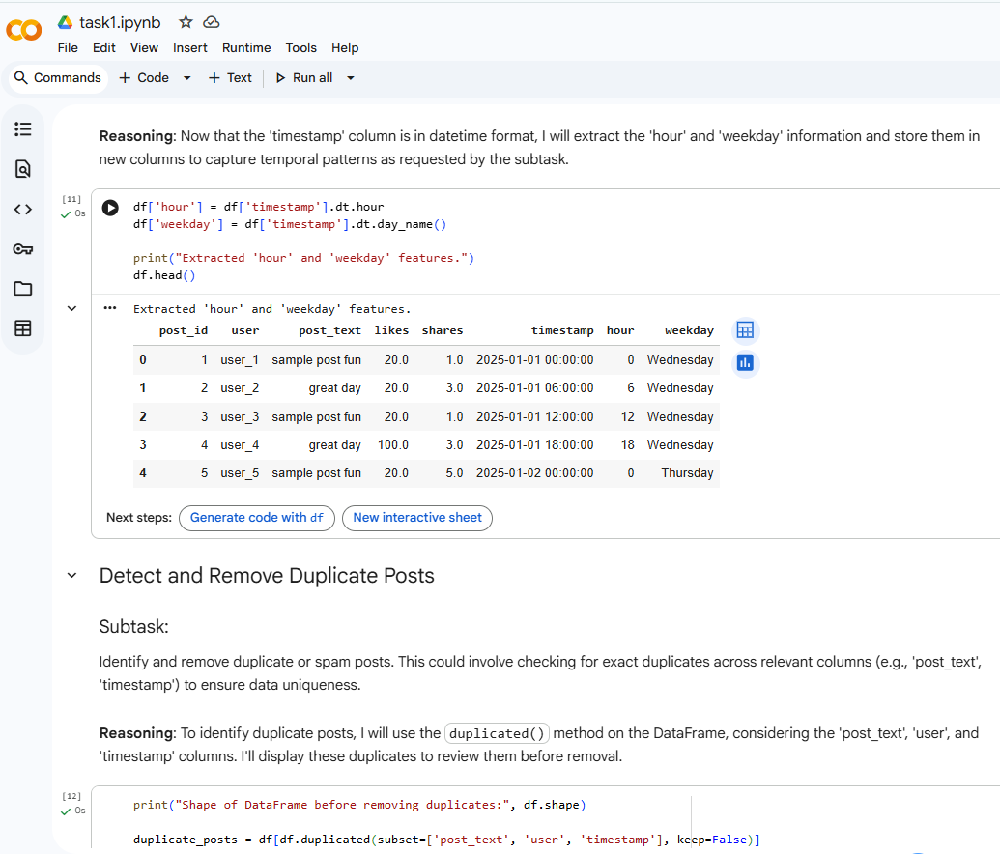 task1.ipynb
File Edit View Insert Runtime Tools Help
Commands + Code + Text Run all
Reasoning: Now that the 'timestamp' column is in datetime format, I will extract the 'hour' and 'weekday' information and store them in
new columns to capture temporal patterns as requested by the subtask.
[11]
0s
df['hour'] = df['timestamp'].dt.hour
df['weekday'] = df['timestamp'].dt.day_name()
print("Extracted 'hour' and 'weekday' features.")
df.head()
Extracted 'hour' and 'weekday' features.
post_id user post_text likes shares timestamp hour weekday
0 1 user_1 sample post fun 20.0 1.0 2025-01-01 00:00:00 0 Wednesday
1 2 user_2 great day 20.0 3.0 2025-01-01 06:00:00 6 Wednesday
2 3 user_3 sample post fun 20.0 1.0 2025-01-01 12:00:00 12 Wednesday
3 4 user_4 great day 100.0 3.0 2025-01-01 18:00:00 18 Wednesday
4 5 user_5 sample post fun 20.0 5.0 2025-01-02 00:00:00 0 Thursday
Next steps: Generate code with df New interactive sheet
Detect and Remove Duplicate Posts
Subtask:
Identify and remove duplicate or spam posts. This could involve checking for exact duplicates across relevant columns (e.g., 'post_text',
'timestamp') to ensure data uniqueness.
Reasoning: To identify duplicate posts, I will use the duplicated() method on the DataFrame, considering the 'post_text', 'user', and
'timestamp' columns. I'll display these duplicates to review them before removal.
[12]
0s
print("Shape of DataFrame before removing duplicates:", df.shape)
duplicate_posts = df[df.duplicated(subset=['post_text', 'user', 'timestamp'], keep=False)]